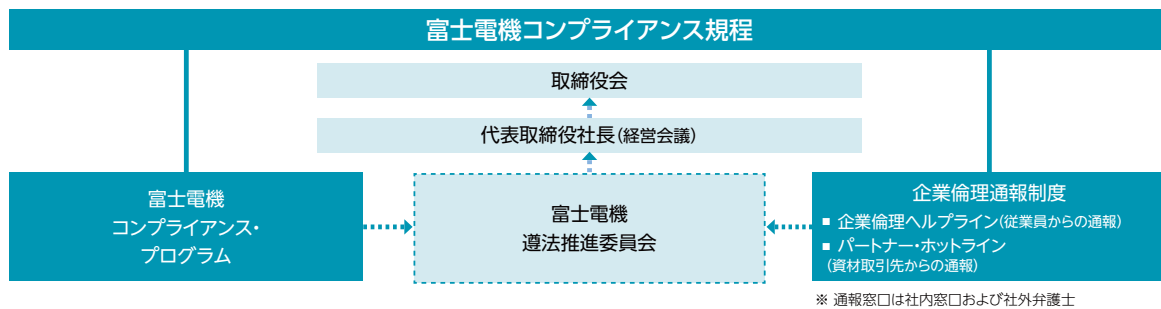 富士電機コンプライアンス規程
取締役会
代表取締役社長(経営会議)
富士電機
コンプライアンス・
プログラム
富士電機
遵法推進委員会
企業倫理通報制度
■ 企業倫理ヘルプライン(従業員からの通報)
■ パートナー・ホットライン
(資材取引先からの通報)
※ 通報窓口は社内窓口および社外弁護士